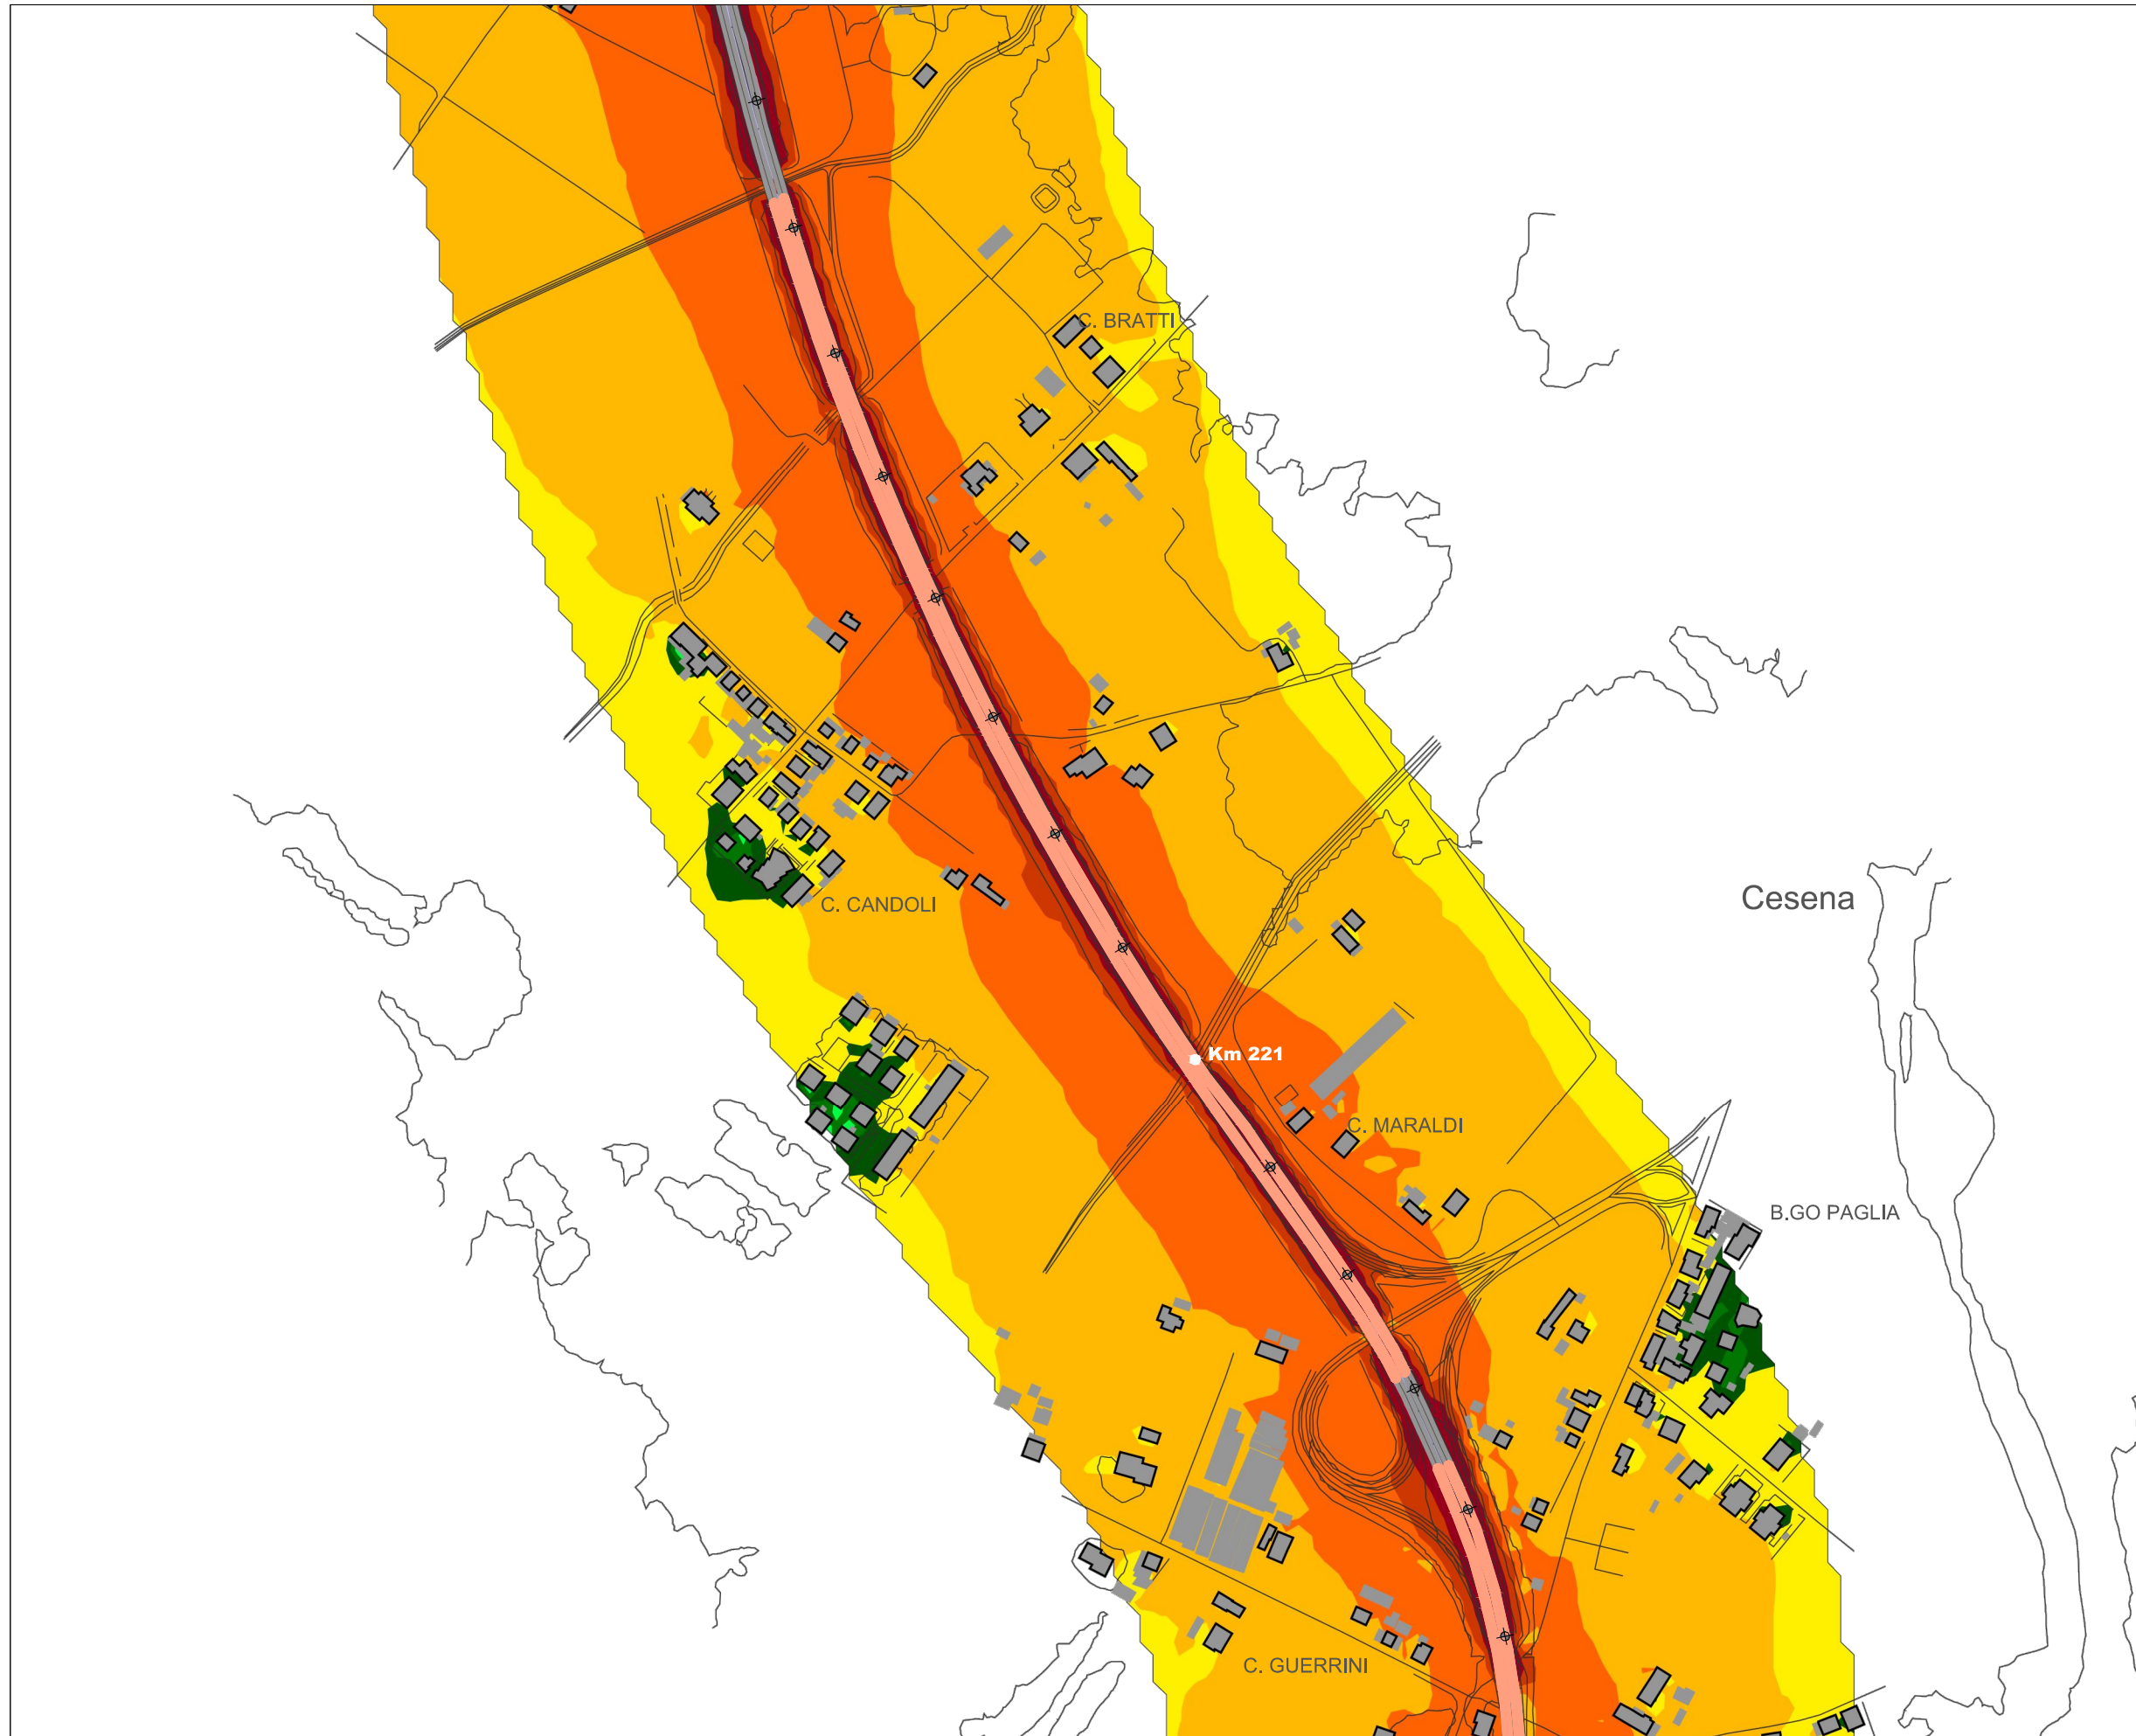 C. BRATTI
Cesena
C. CANDOLI
Km 221
C. MARALDI
B.GO PAGLIA
C. GUERRINI